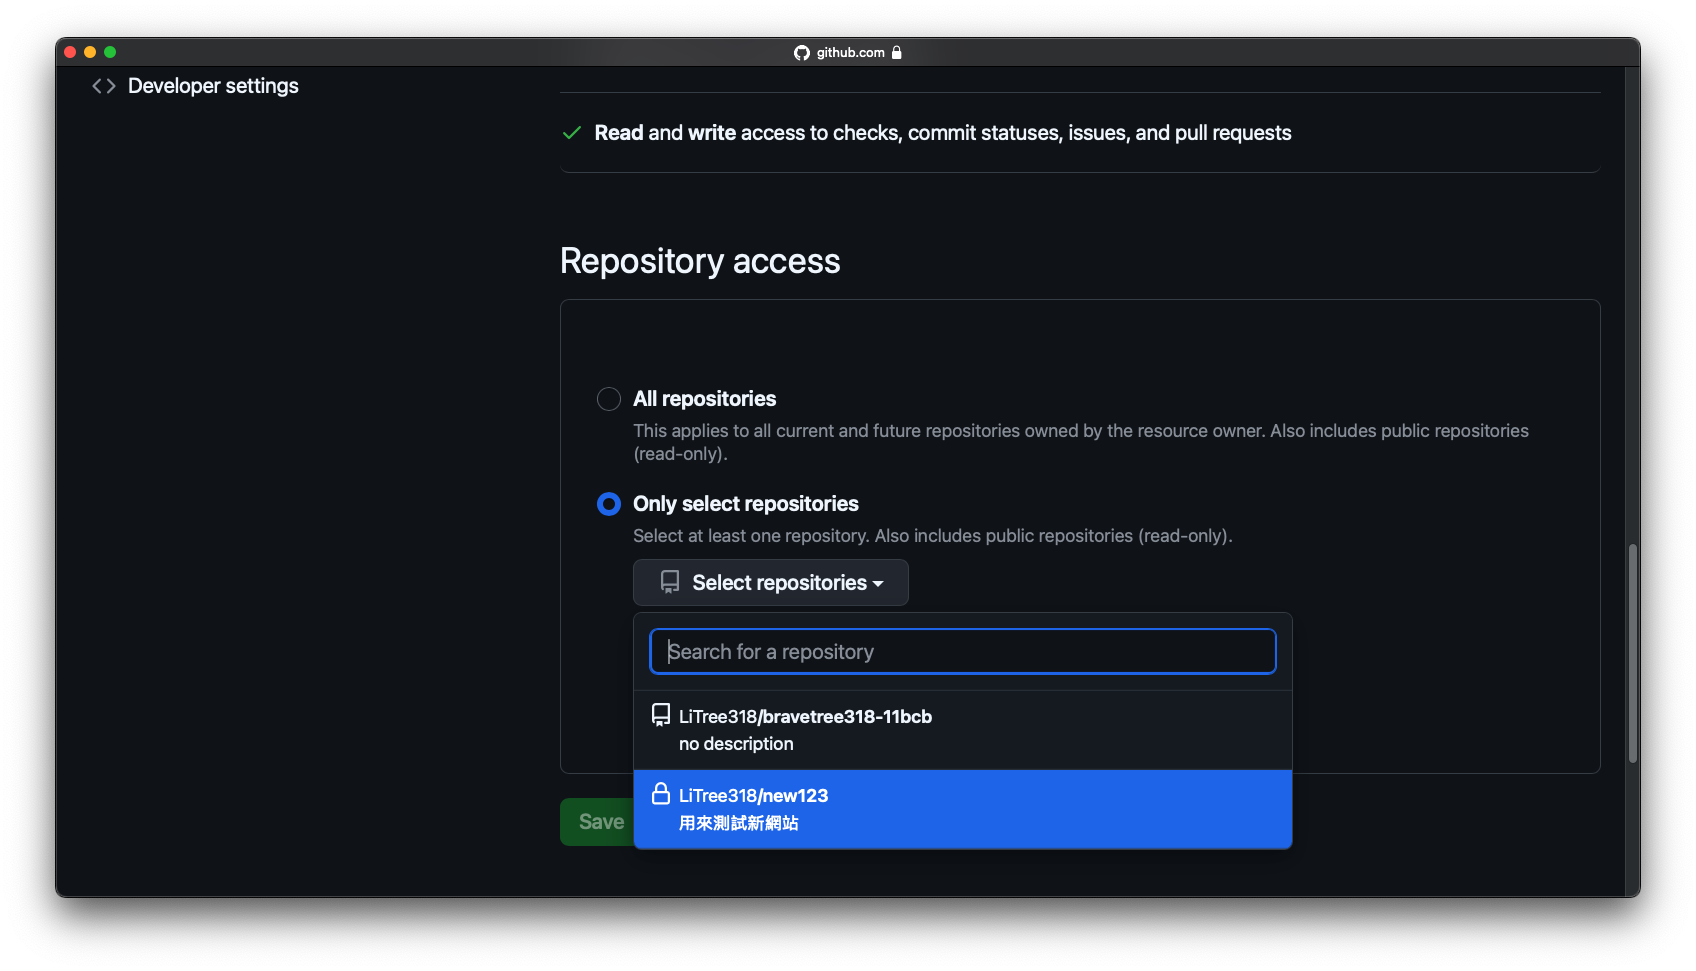 github.com
Developer settings
Read and write access to checks, commit statuses, issues, and pull requests
Repository access
All repositories
This applies to all current and future repositories owned by the resource owner. Also includes public repositories
(read-only).
Only select repositories
Select at least one repository. Also includes public repositories (read-only).
Select repositories
Search for a repository
LiTree318/bravetree318-11bcb
no description
LiTree318/new123
用來測試新網站
Save